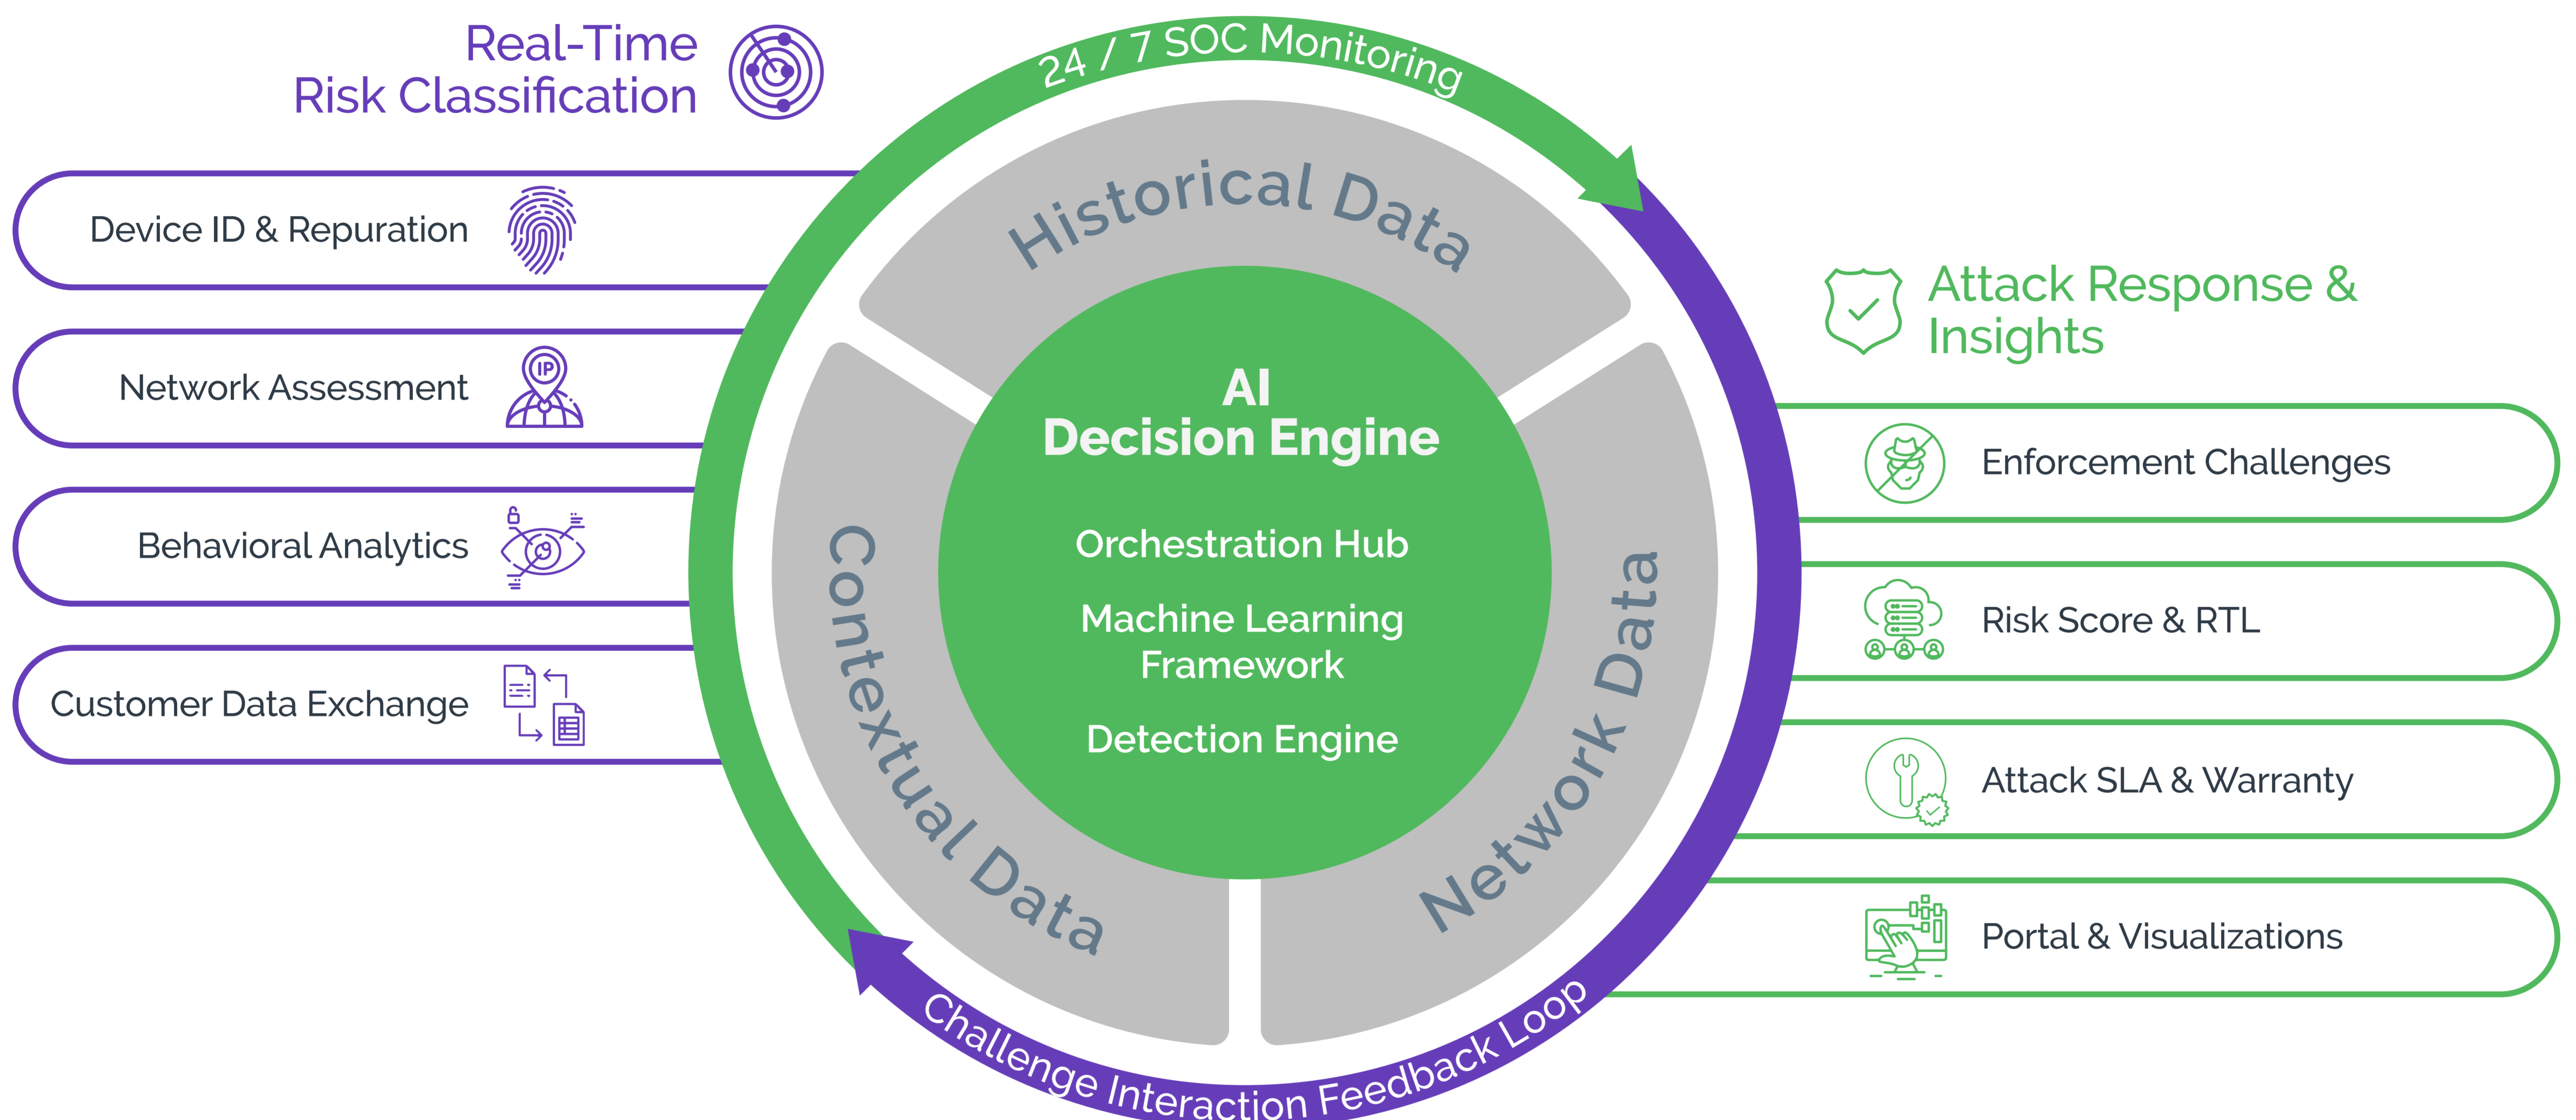 Real-Time
Risk Classification
Device ID & Repuration
Network Assessment
IP
Behavioral Analytics
Customer Data Exchange
24 / 7 SOC Monitoring
Historical Data
Contextual Data
Network Data
AI
Decision Engine
Orchestration Hub
Machine Learning
Framework
Detection Engine
Challenge Interaction Feedback Loop
Attack Response &
Insights
Enforcement Challenges
Risk Score & RTL
Attack SLA & Warranty
Portal & Visualizations